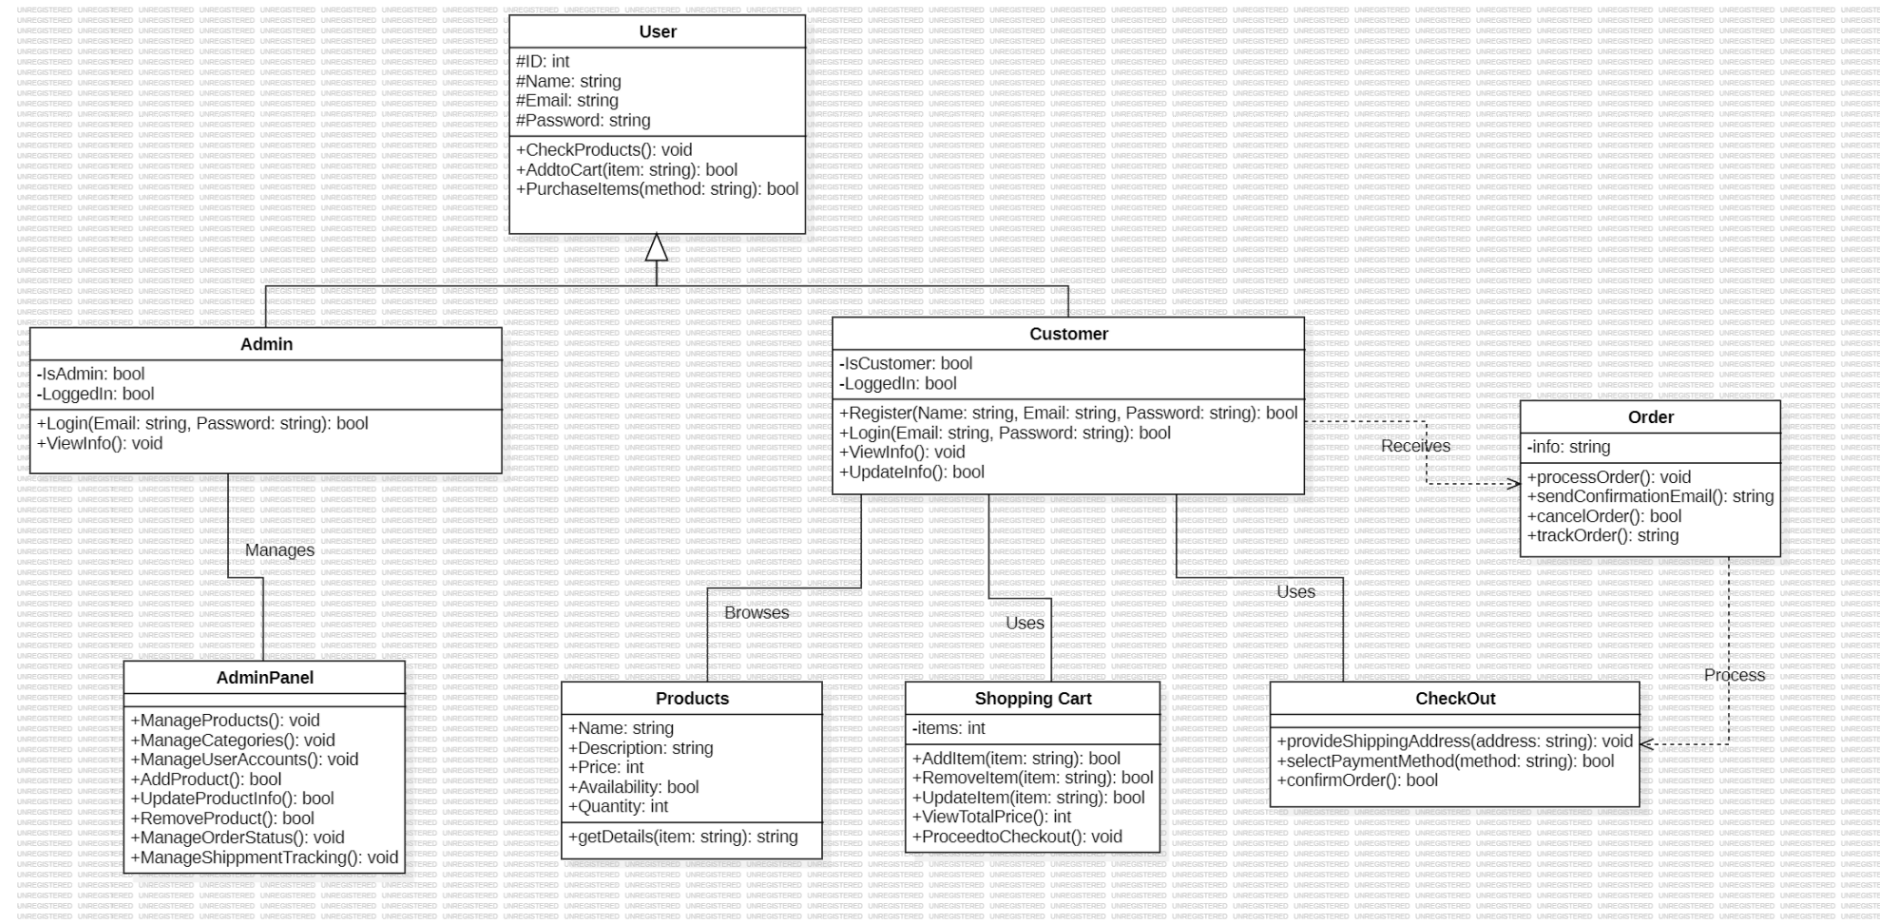 User
#ID: int
#Name: string
#Email: string
#Password: string
+CheckProducts(): void
+AddtoCart(item: string): bool
+PurchaseItems(method: string): bool
Admin
-IsAdmin: bool
-LoggedIn: bool
+Login(Email: string, Password: string): bool
+ViewInfo(): void
Customer
-IsCustomer: bool
-LoggedIn: bool
+Register(Name: string, Email: string, Password: string): bool
+Login(Email: string, Password: string): bool
+ViewInfo(): void
+UpdateInfo(): bool
Receives
Order
-info: string
+processOrder(): void
+sendConfirmationEmail(): string
+cancelOrder(): bool
+trackOrder(): string
Manages
Browses
Uses
Uses
Process
AdminPanel
+ManageProducts(): void
+ManageCategories(): void
+ManageUserAccounts(): void
+AddProduct(): bool
+UpdateProductInfo(): bool
+RemoveProduct(): bool
+ManageOrderStatus(): void
+ManageShippmentTracking(): void
Products
+Name: string
+Description: string
+Price: int
+Availability: bool
+Quantity: int
+getDetails(item: string): string
Shopping Cart
-items: int
+AddItem(item: string): bool
+RemoveItem(item: string): bool
+UpdateItem(item: string): bool
+ViewTotalPrice(): int
+ProceedtoCheckout(): void
CheckOut
+provideShippingAddress(address: string): void
+selectPaymentMethod(method: string): bool
+confirmOrder(): bool
UNREGISTERED